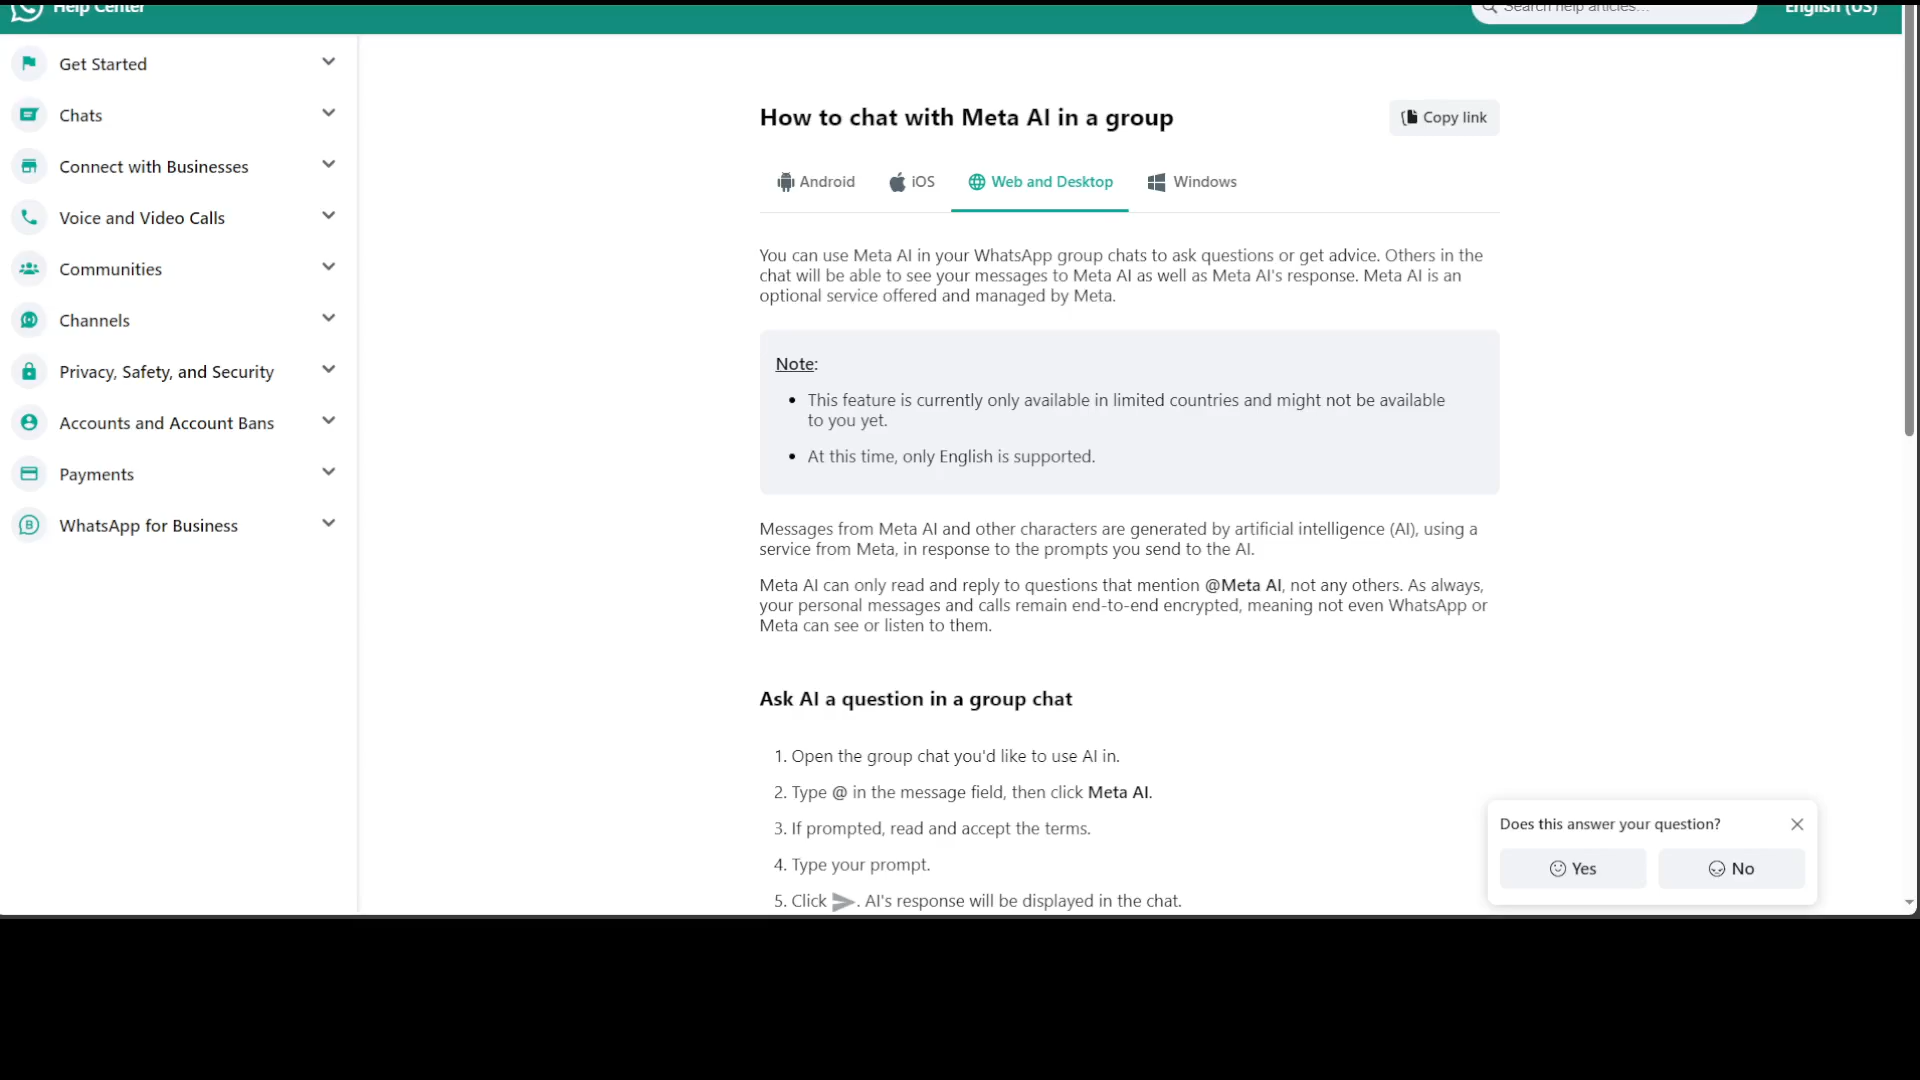 Help Center
Search help articles...
English (US)
Get Started
Chats
Connect with Businesses
Voice and Video Calls
Communities
Channels
Privacy, Safety, and Security
Accounts and Account Bans
Payments
WhatsApp for Business
How to chat with Meta AI in a group
Copy link
Android
iOS
Web and Desktop
Windows
You can use Meta AI in your WhatsApp group chats to ask questions or get advice. Others in the
chat will be able to see your messages to Meta AI as well as Meta AI's response. Meta AI is an
optional service offered and managed by Meta.
Note:
• This feature is currently only available in limited countries and might not be available
to you yet.
• At this time, only English is supported.
Messages from Meta AI and other characters are generated by artificial intelligence (AI), using a
service from Meta, in response to the prompts you send to the AI.
Meta AI can only read and reply to questions that mention @Meta AI, not any others. As always,
your personal messages and calls remain end-to-end encrypted, meaning not even WhatsApp or
Meta can see or listen to them.
Ask AI a question in a group chat
1. Open the group chat you'd like to use AI in.
2. Type @ in the message field, then click Meta AI.
3. If prompted, read and accept the terms.
4. Type your prompt.
5. Click . AI's response will be displayed in the chat.
Does this answer your question?
Yes
No